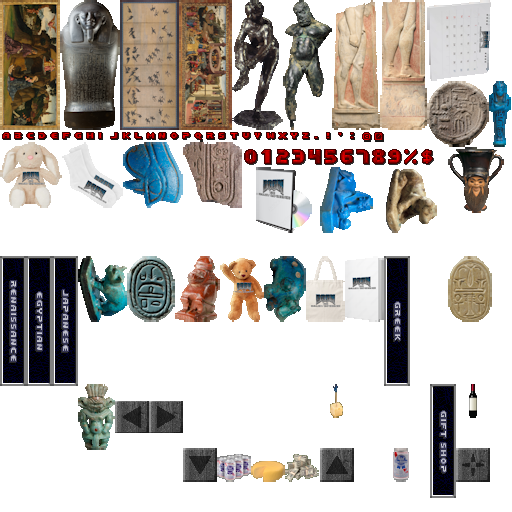 ABCDEFGHIJKLMNOPQRSTUVWXYZ.!':
0123456789%$
RENAISSANCE
EGYPTIAN
JAPANESE
GREEK
GIFT SHOP